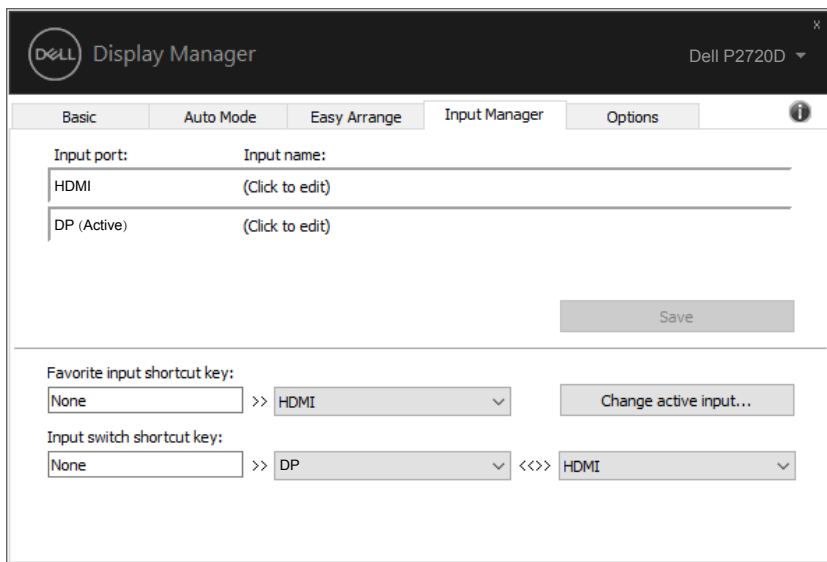 x
DELL Display Manager Dell P2720D
Basic Auto Mode Easy Arrange Input Manager Options i
Input port: Input name:
HDMI (Click to edit)
DP (Active) (Click to edit)
Save
Favorite input shortcut key:
None >> HDMI Change active input...
Input switch shortcut key:
None >> DP <<>> HDMI